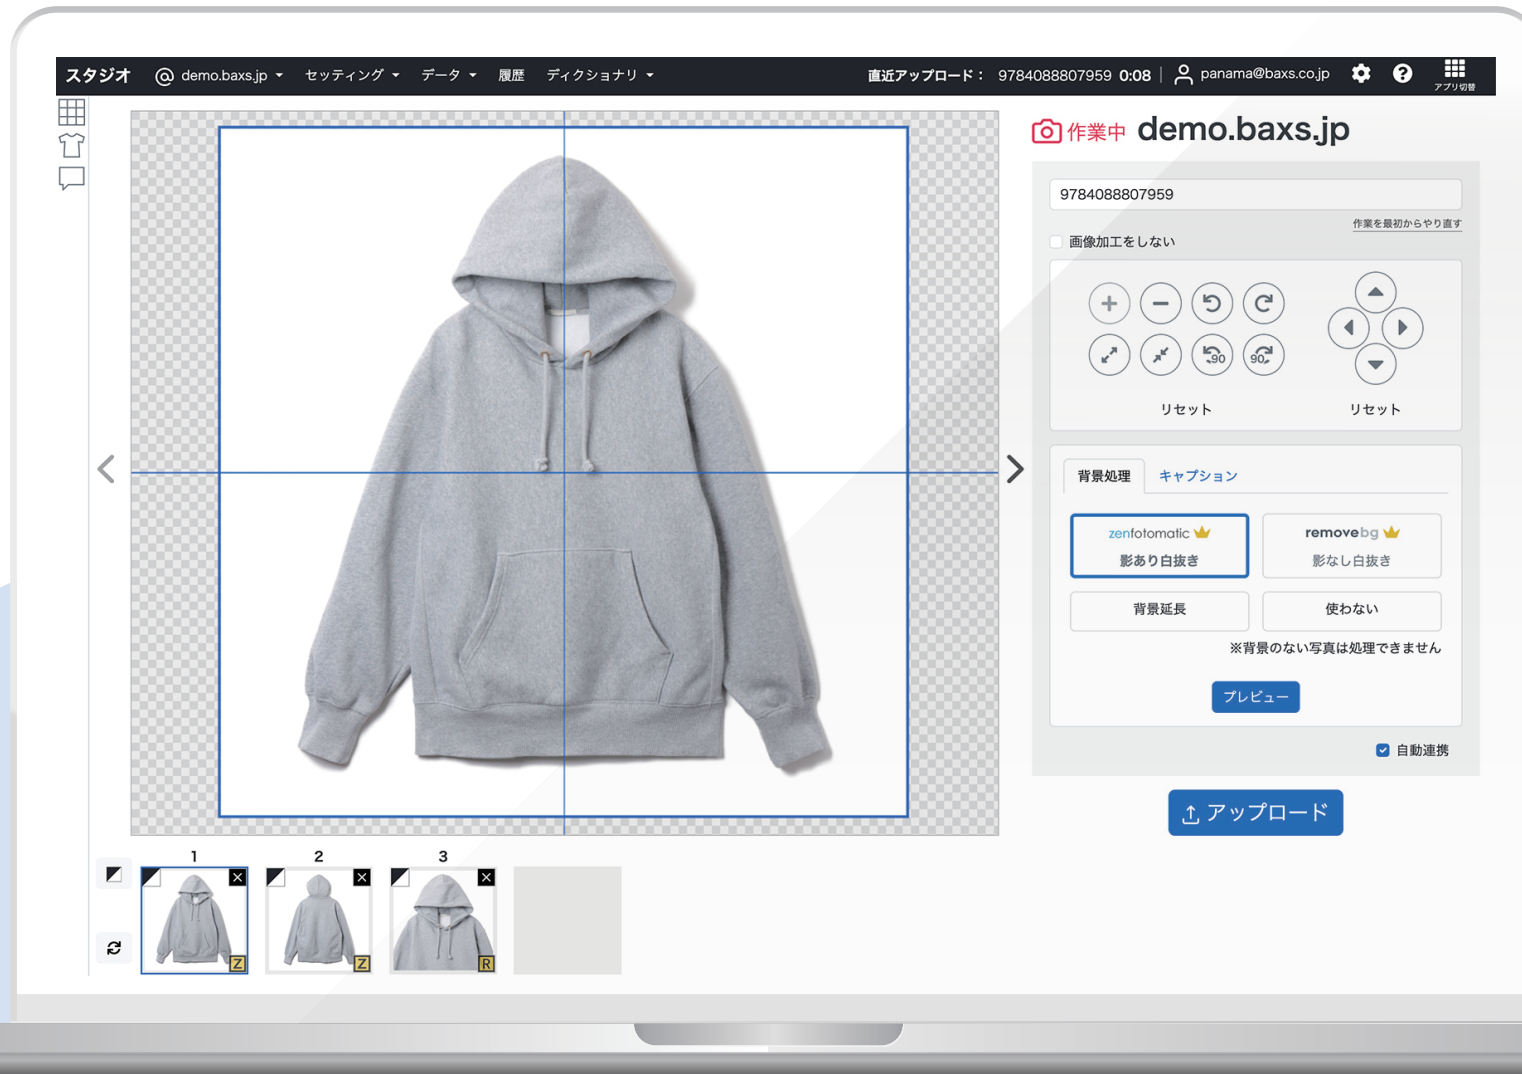 スタジオ @ demo.baxs.jp セッティング データ 履歴 ディクショナリ 直近アップロード： 9784088807959 0:08 panama@baxs.co.jp アプリ切替
作業中 demo.baxs.jp
9784088807959
作業を最初からやり直す
画像加工をしない
90 90
リセット リセット
背景処理 キャプション
zenfotomatic removebg
影あり白抜き 影なし白抜き
背景延長 使わない
※背景のない写真は処理できません
プレビュー
自動連携
アップロード
1 2 3
Z Z R